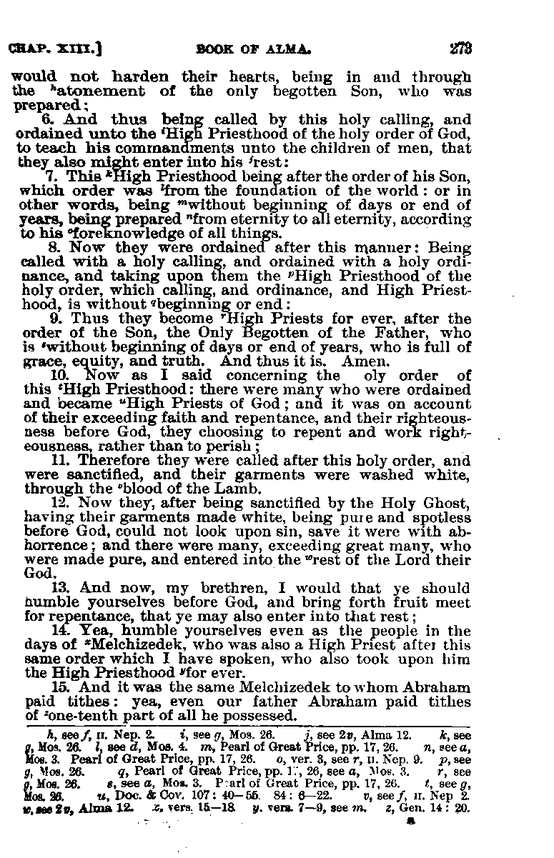 CHAP. XIII.] BOOK OF ALMA. 273
would not harden their hearts, being in and through
the ʰatonement of the only begotten Son, who was
prepared;
6. And thus being called by this holy calling, and
ordained unto the ⁱHigh Priesthood of the holy order of God,
to teach his commandments unto the children of men, that
they also might enter into his ʲrest:
7. This ᵏHigh Priesthood being after the order of his Son,
which order was ˡfrom the foundation of the world: or in
other words, being ᵐwithout beginning of days or end of
years, being prepared ⁿfrom eternity to all eternity, according
to his ᵒforeknowledge of all things.
8. Now they were ordained after this manner: Being
called with a holy calling, and ordained with a holy ordi-
nance, and taking upon them the ᵖHigh Priesthood of the
holy order, which calling, and ordinance, and High Priest-
hood, is without qbeginning or end:
9. Thus they become ʳHigh Priests for ever, after the
order of the Son, the Only Begotten of the Father, who
is ˢwithout beginning of days or end of years, who is full of
grace, equity, and truth. And thus it is. Amen.
10. Now as I said concerning the oly order of
this ᵗHigh Priesthood: there were many who were ordained
and became ᵘHigh Priests of God; and it was on account
of their exceeding faith and repentance, and their righteous-
ness before God, they choosing to repent and work right-
eousness, rather than to perish;
11. Therefore they were called after this holy order, and
were sanctified, and their garments were washed white,
through the ᵛblood of the Lamb.
12. Now they, after being sanctified by the Holy Ghost,
having their garments made white, being pure and spotless
before God, could not look upon sin, save it were with ab-
horrence; and there were many, exceeding great many, who
were made pure, and entered into the ʷrest of the Lord their
God.
13. And now, my brethren, I would that ye should
humble yourselves before God, and bring forth fruit meet
for repentance, that ye may also enter into that rest;
14. Yea, humble yourselves even as the people in the
days of ˣMelchizedek, who was also a High Priest after this
same order which I have spoken, who also took upon him
the High Priesthood ʸfor ever.
15. And it was the same Melchizedek to whom Abraham
paid tithes: yea, even our father Abraham paid tithes
of ᶻone-tenth part of all he possessed.
h, see f, II. Nep. 2. i, see g, Mos. 26. j, see 2v, Alma 12. k, see
g, Mos. 26. l, see d, Mos. 4. m, Pearl of Great Price, pp. 17, 26. n, see a,
Mos. 3. Pearl of Great Price, pp. 17, 26. o, ver. 3, see r, II. Nep. 9. p, see
g, Mos. 26. q, Pearl of Great Price, pp. 17, 26, see a, Mos. 3. r, see
g, Mos. 26. s, see a, Mos. 3. Pearl of Great Price, pp. 17, 26. t, see g,
Mos. 26. u, Doc. & Cov. 107: 40–56. 84: 6–22. v, see f, II. Nep 2.
w, see 2v, Alma 12. x, vers. 15–18. y. vers. 7–9, see m. z, Gen. 14: 20.